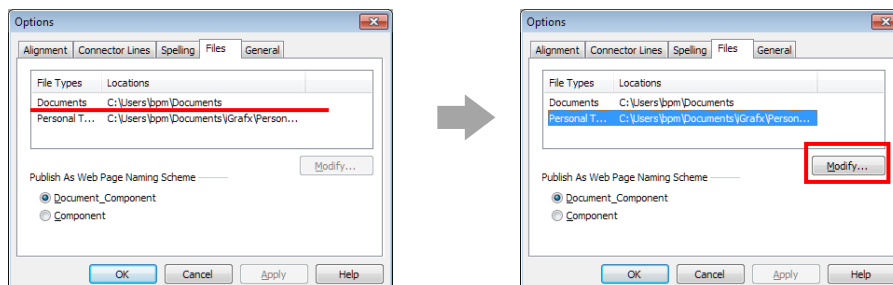 Options
Alignment Connector Lines Spelling Files General
File Types Locations
Documents C:\Users\bpm\Documents
Personal T... C:\Users\bpm\Documents\iGrafx\Person...
Modify...
Publish As Web Page Naming Scheme
Document_Component
Component
OK Cancel Apply Help
Options
Alignment Connector Lines Spelling Files General
File Types Locations
Documents C:\Users\bpm\Documents
Personal T... C:\Users\bpm\Documents\iGrafx\Person...
Modify...
Publish As Web Page Naming Scheme
Document_Component
Component
OK Cancel Apply Help